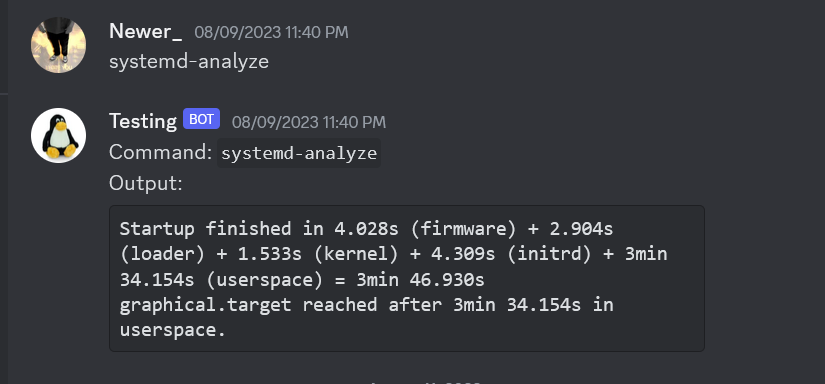 Newer_ 08/09/2023 11:40 PM
systemd-analyze
Testing BOT 08/09/2023 11:40 PM
Command: systemd-analyze
Output:
Startup finished in 4.028s (firmware) + 2.904s
(loader) + 1.533s (kernel) + 4.309s (initrd) + 3min
34.154s (userspace) = 3min 46.930s
graphical.target reached after 3min 34.154s in
userspace.